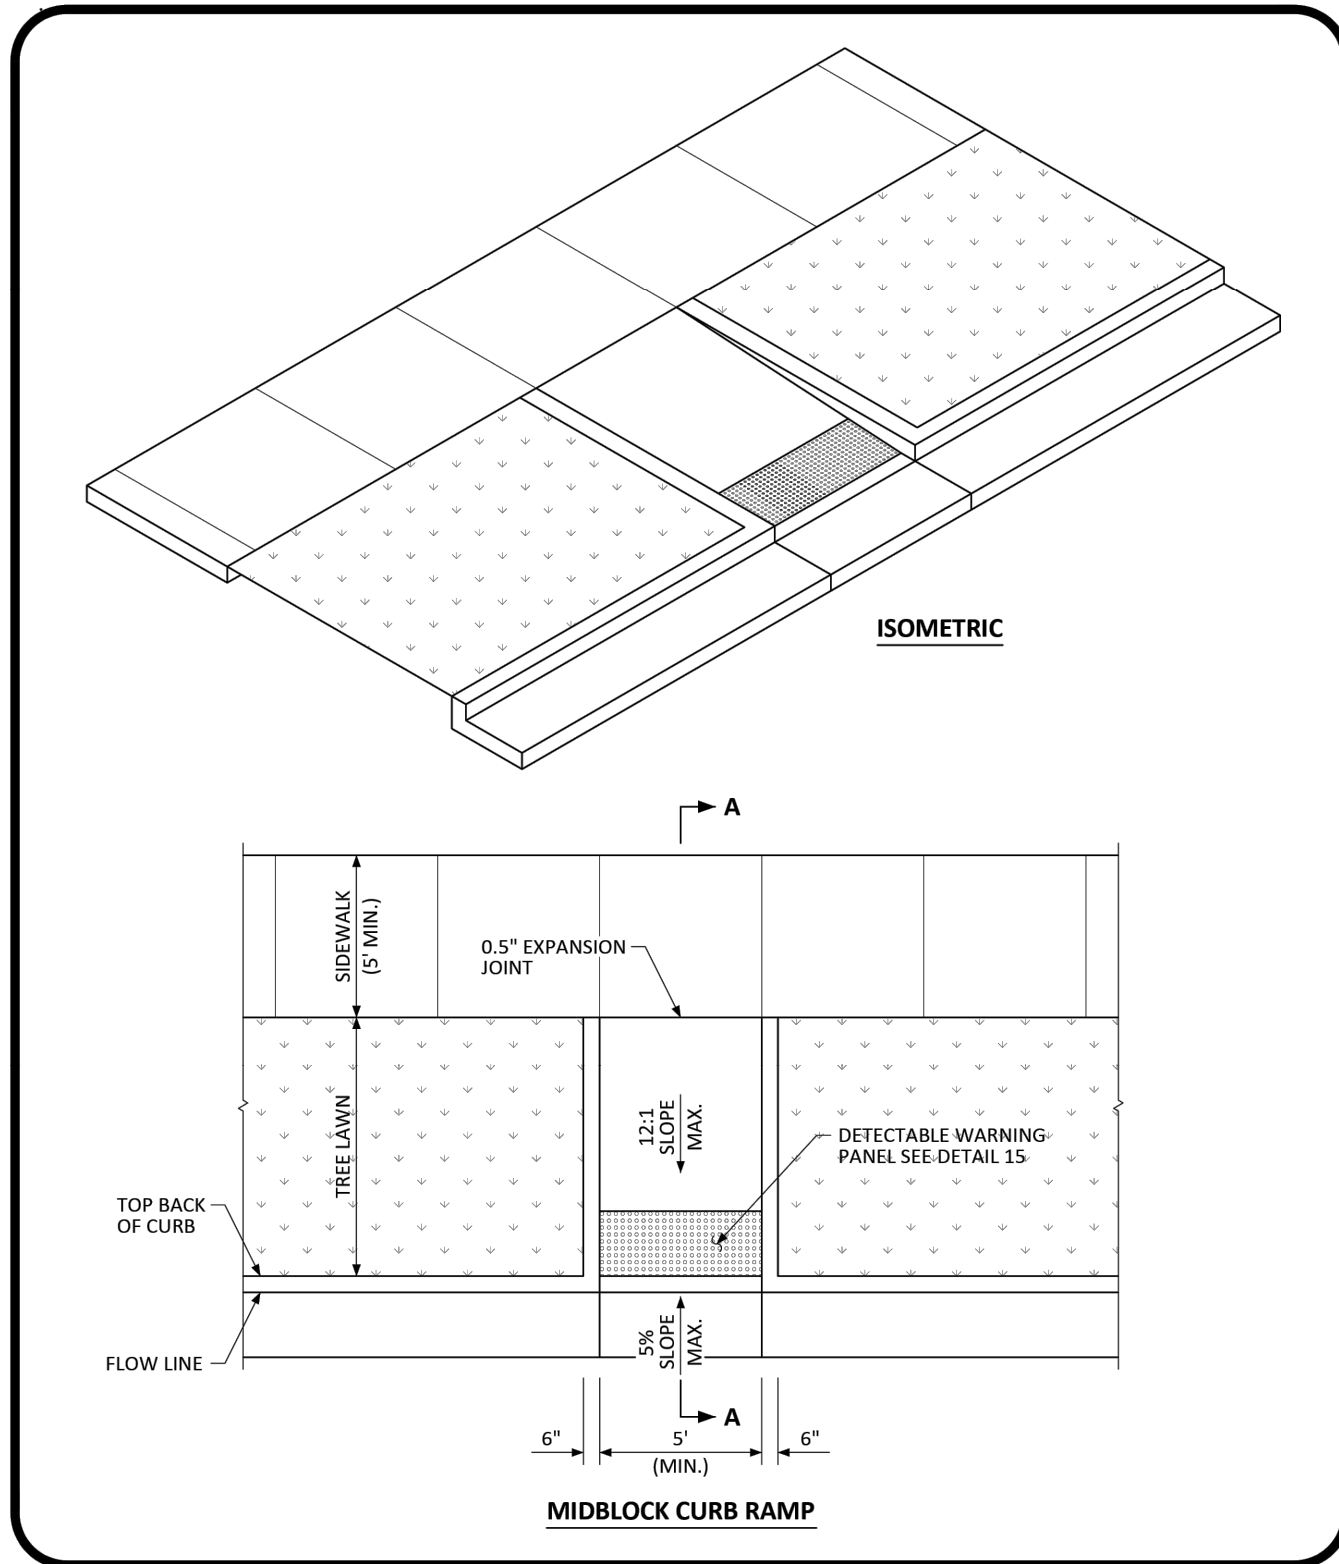 ISOMETRIC
A
SIDEWALK
(5' MIN.)
0.5" EXPANSION
JOINT
TREE LAWN
12:1
SLOPE
MAX.
DETECTABLE WARNING
PANEL SEE DETAIL 15
TOP BACK
OF CURB
5%
SLOPE
MAX.
FLOW LINE
A
6"
5'
(MIN.)
6"
MIDBLOCK CURB RAMP